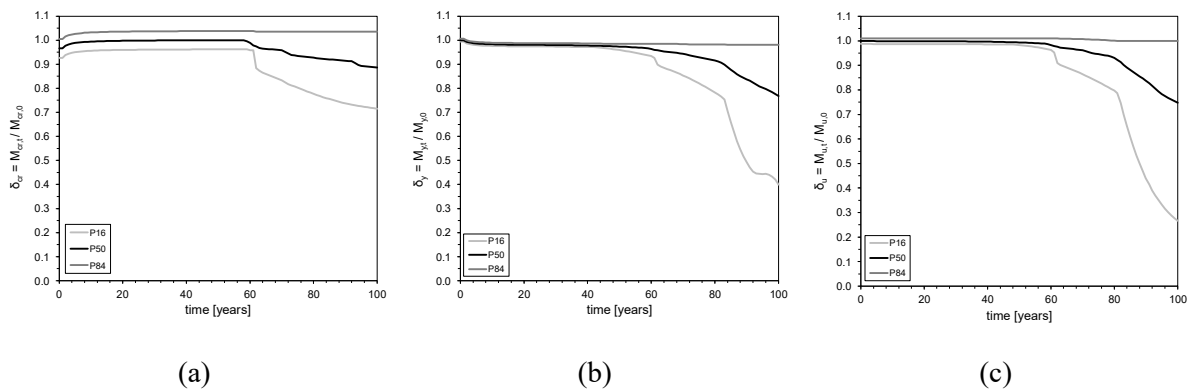 1.1
1.0
0.9
0.8
0.7
0.6
0.5
0.4
0.3
0.2
0.1
0.0
δcr = Mcr,t / Mcr,0
P16
P50
P84
0 20 40 60 80 100
time [years]
(a)
1.1
1.0
0.9
0.8
0.7
0.6
0.5
0.4
0.3
0.2
0.1
0.0
δy = My,t / My,0
P16
P50
P84
0 20 40 60 80 100
time [years]
(b)
1.1
1.0
0.9
0.8
0.7
0.6
0.5
0.4
0.3
0.2
0.1
0.0
δu = Mu,t / Mu,0
P16
P50
P84
0 20 40 60 80 100
time [years]
(c)